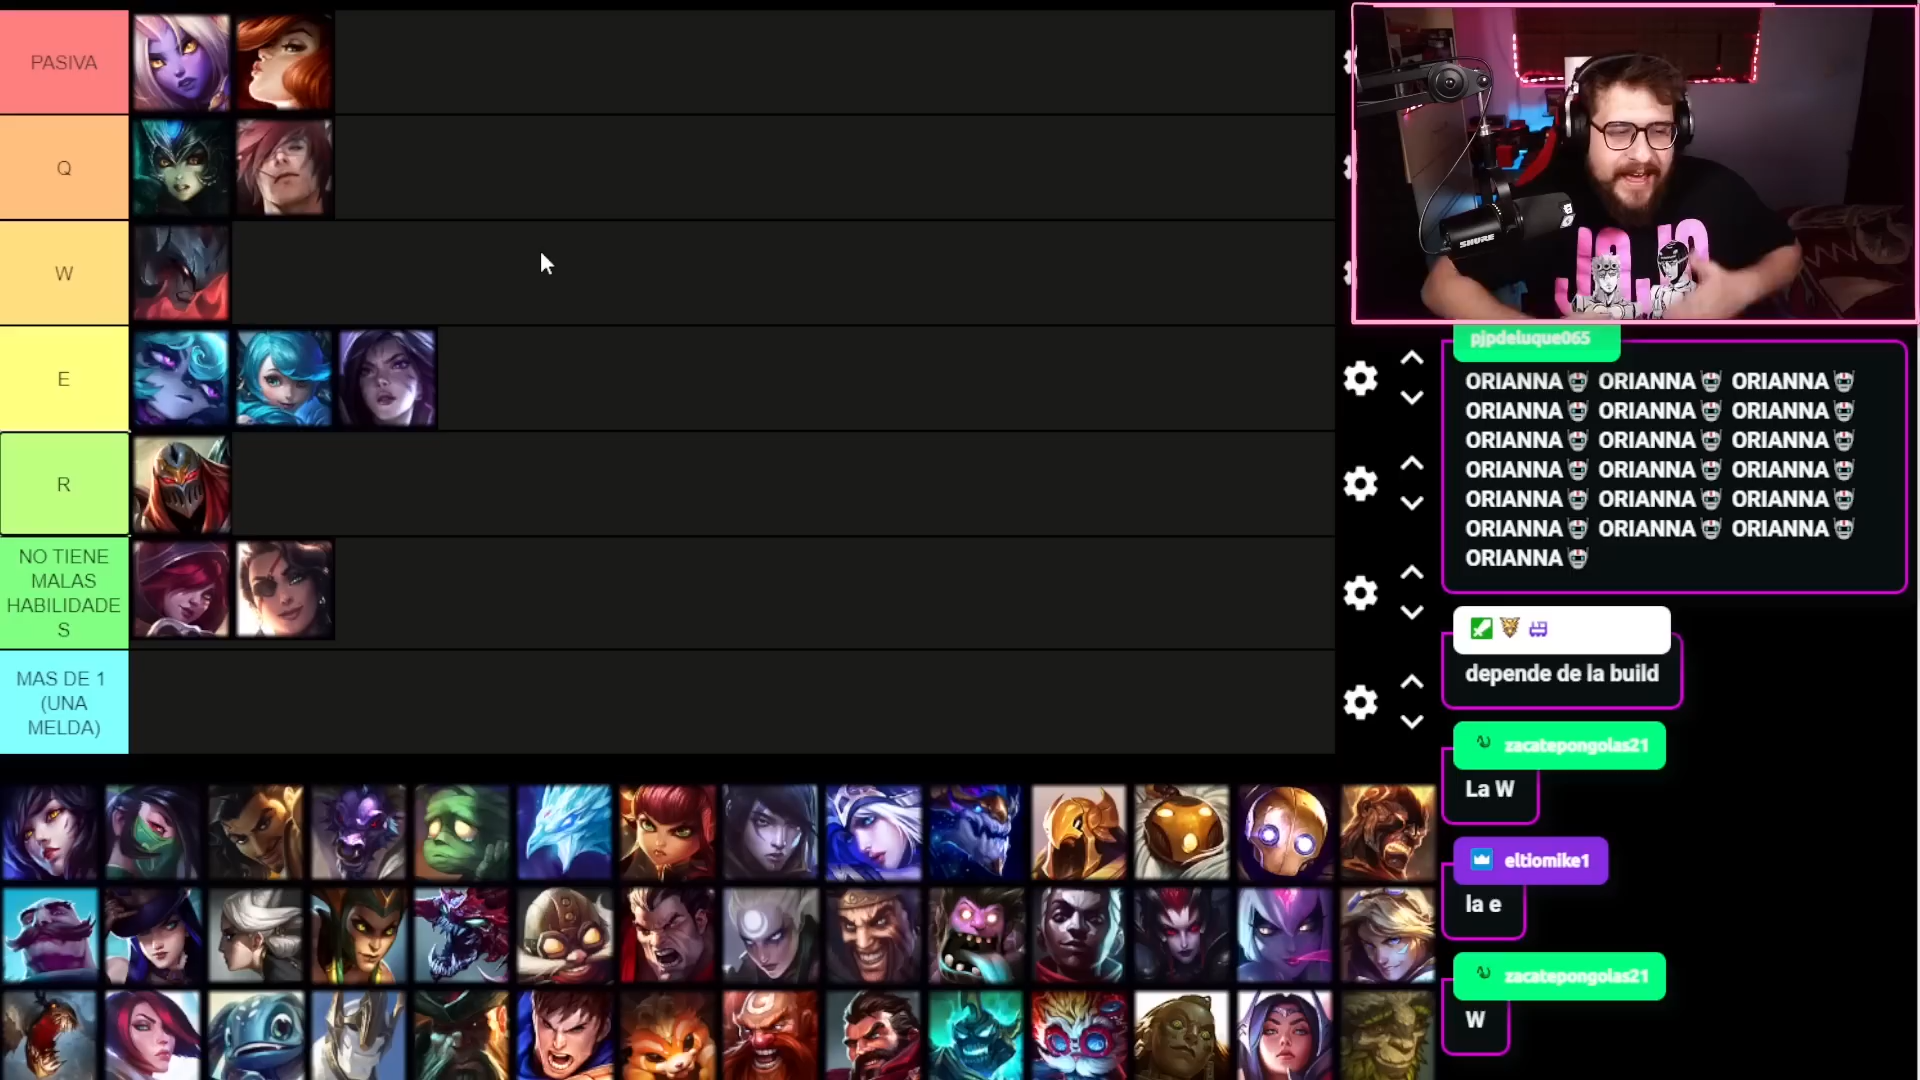 PASIVA
Q
W
E
R
NO TIENE
MALAS
HABILIDADE
S
MAS DE 1
(UNA
MELDA)
SHURE
pjpdeluque065
ORIANNA ORIANNA ORIANNA
ORIANNA ORIANNA ORIANNA
ORIANNA ORIANNA ORIANNA
ORIANNA ORIANNA ORIANNA
ORIANNA ORIANNA ORIANNA
ORIANNA ORIANNA ORIANNA
ORIANNA
depende de la build
zacatepongolas21
La W
eltiomike1
la e
zacatepongolas21
W